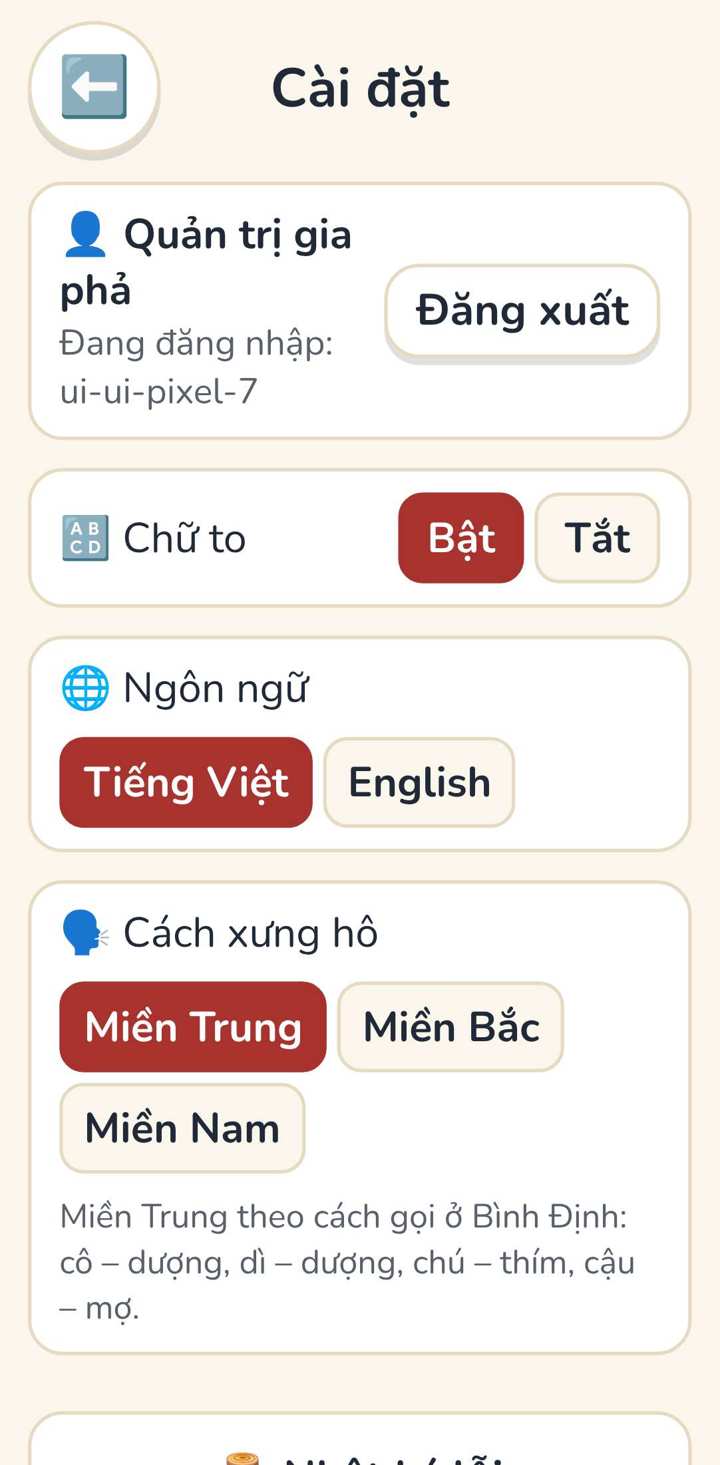 Cài đặt
Quản trị gia
phả
Đang đăng nhập:
ui-ui-pixel-7
Đăng xuất
Chữ to
Bật
Tắt
Ngôn ngữ
Tiếng Việt
English
Cách xưng hô
Miền Trung
Miền Bắc
Miền Nam
Miền Trung theo cách gọi ở Bình Định:
cô – dượng, dì – dượng, chú – thím, cậu
– mợ.